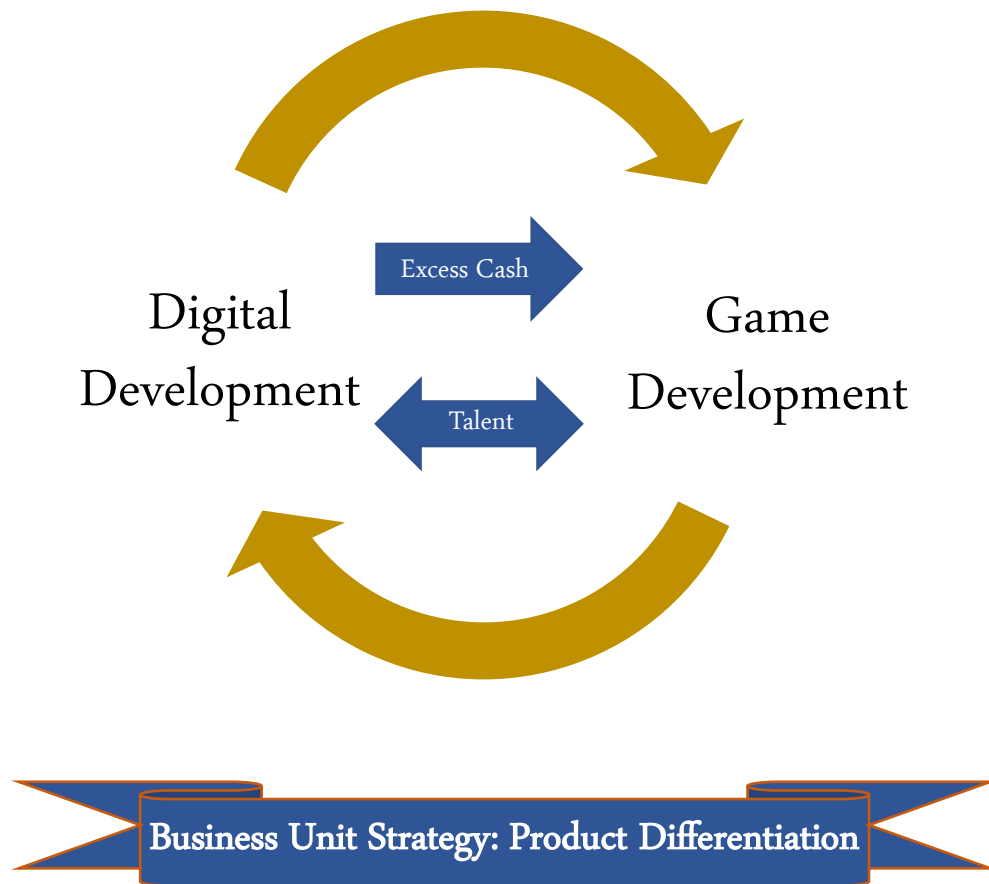 Excess Cash
Digital
Development
Game
Development
Talent
Business Unit Strategy: Product Differentiation